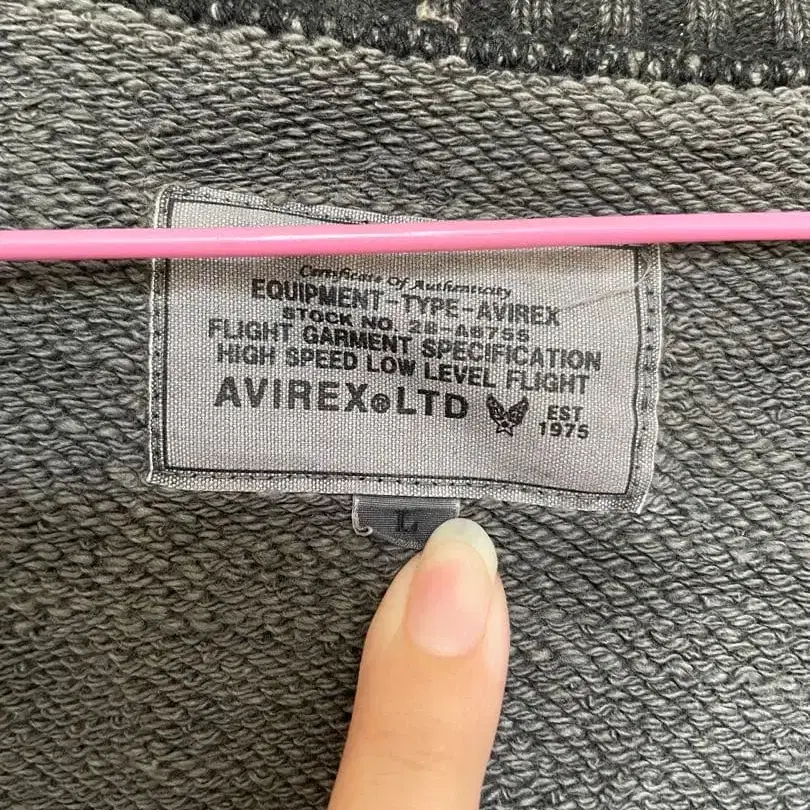 Certificate Of Authenticity
EQUIPMENT-TYPE-AVIREX
STOCK NO. 28-A8755
FLIGHT GARMENT SPECIFICATION
HIGH SPEED LOW LEVEL FLIGHT
AVIREX® LTD
EST
1975
L